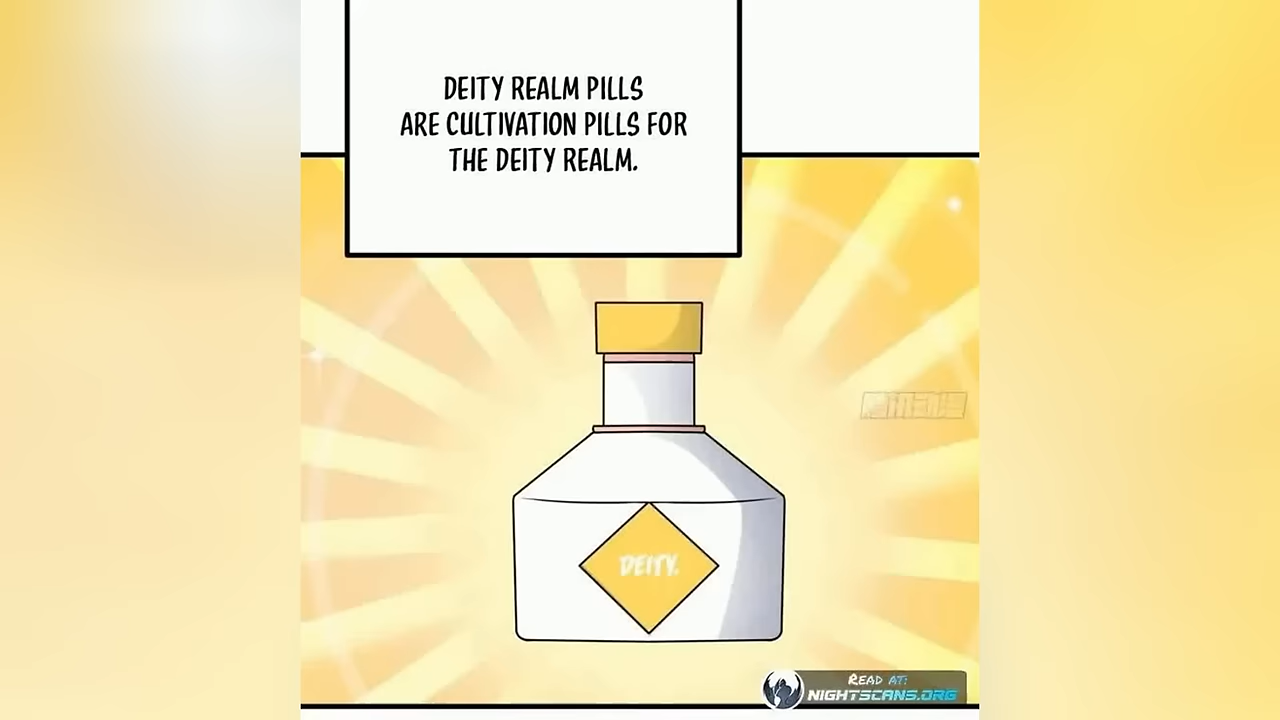 DEITY REALM PILLS
ARE CULTIVATION PILLS FOR
THE DEITY REALM.
DEITY.
READ AT:
NIGHTSCANS.ORG